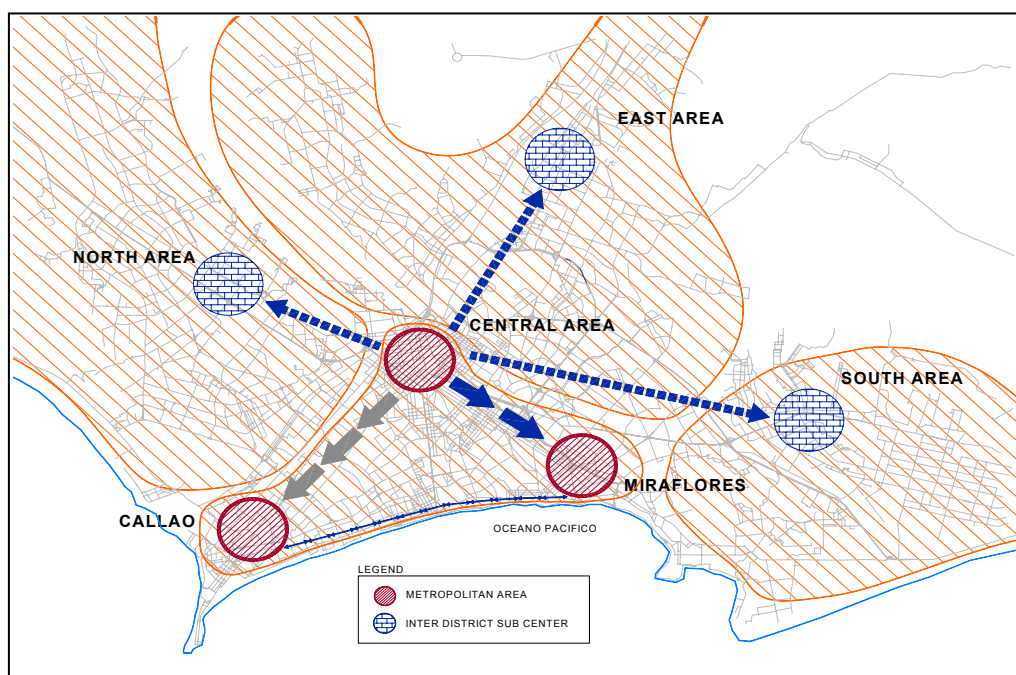 EAST AREA
NORTH AREA
CENTRAL AREA
SOUTH AREA
MIRAFLORES
CALLAO
OCEANO PACIFICO
LEGEND
METROPOLITAN AREA
INTER DISTRICT SUB CENTER